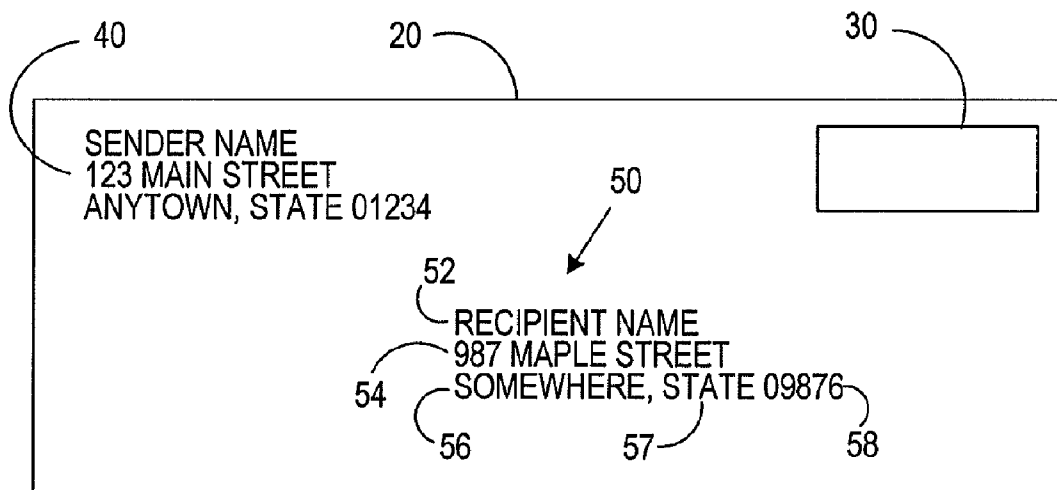 40
20
30
SENDER NAME
123 MAIN STREET
ANYTOWN, STATE 01234
50
52
RECIPIENT NAME
987 MAPLE STREET
54
SOMEWHERE, STATE 09876
56
57
58